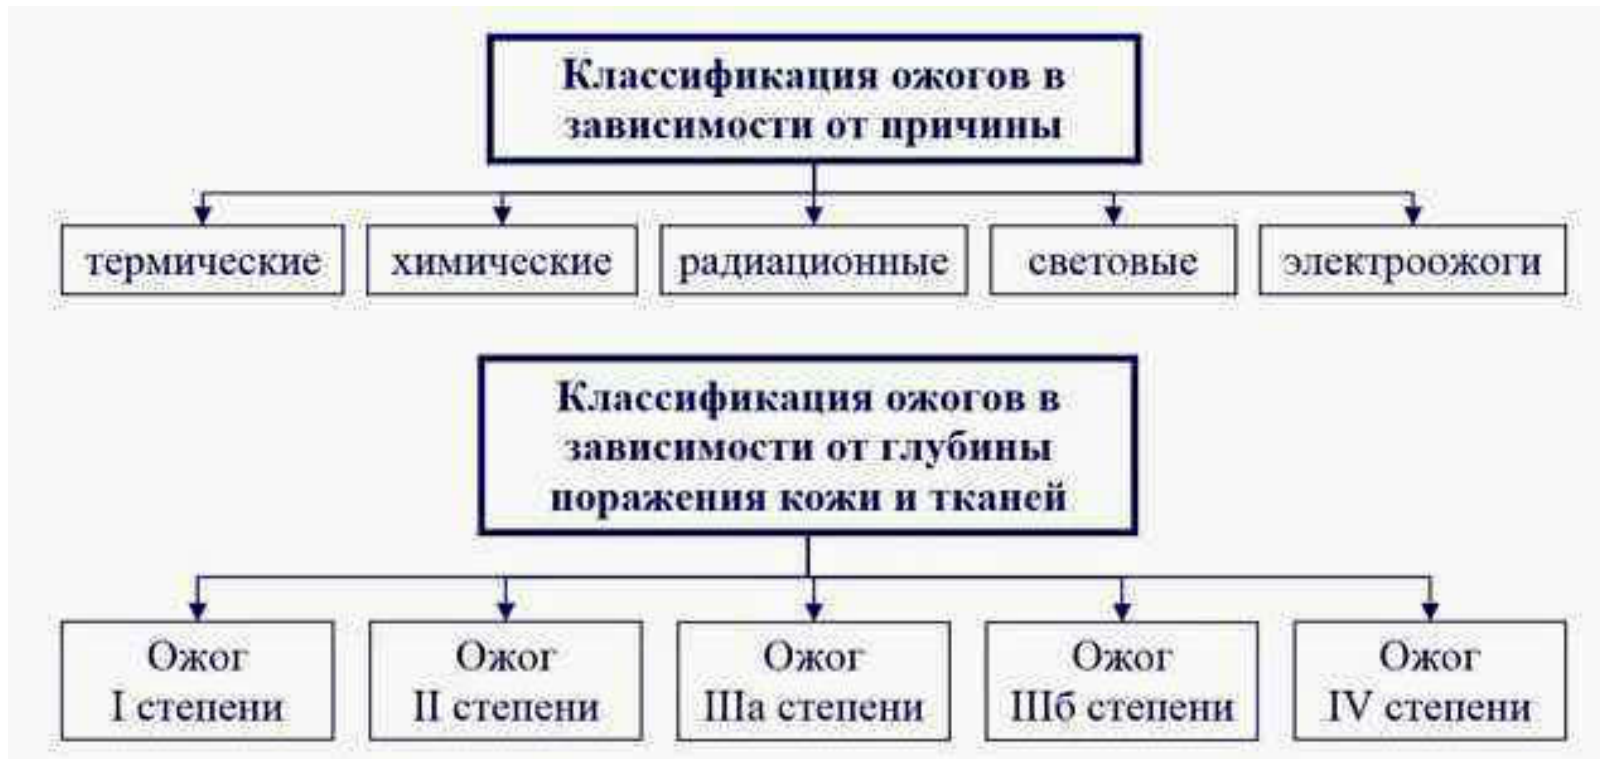 Классификация ожогов в
зависимости от причины
термические
химические
радиационные
световые
электроожоги
Классификация ожогов в
зависимости от глубины
поражения кожи и тканей
Ожог
I степени
Ожог
II степени
Ожог
IIIа степени
Ожог
IIIб степени
Ожог
IV степени